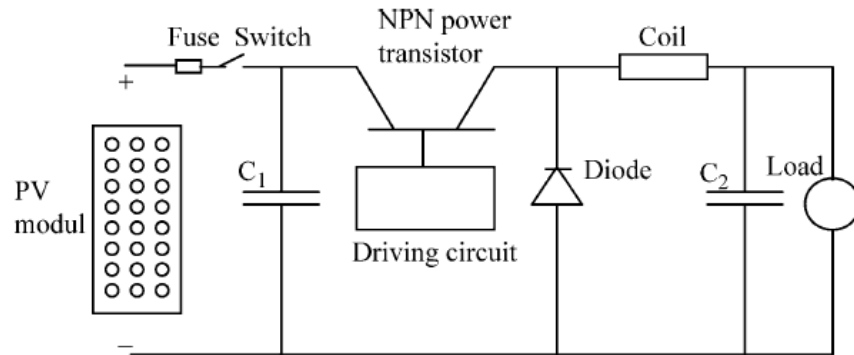 NPN power
transistor
Fuse Switch
Coil
+
PV
modul
C1
Diode
C2
Load
Driving circuit
−